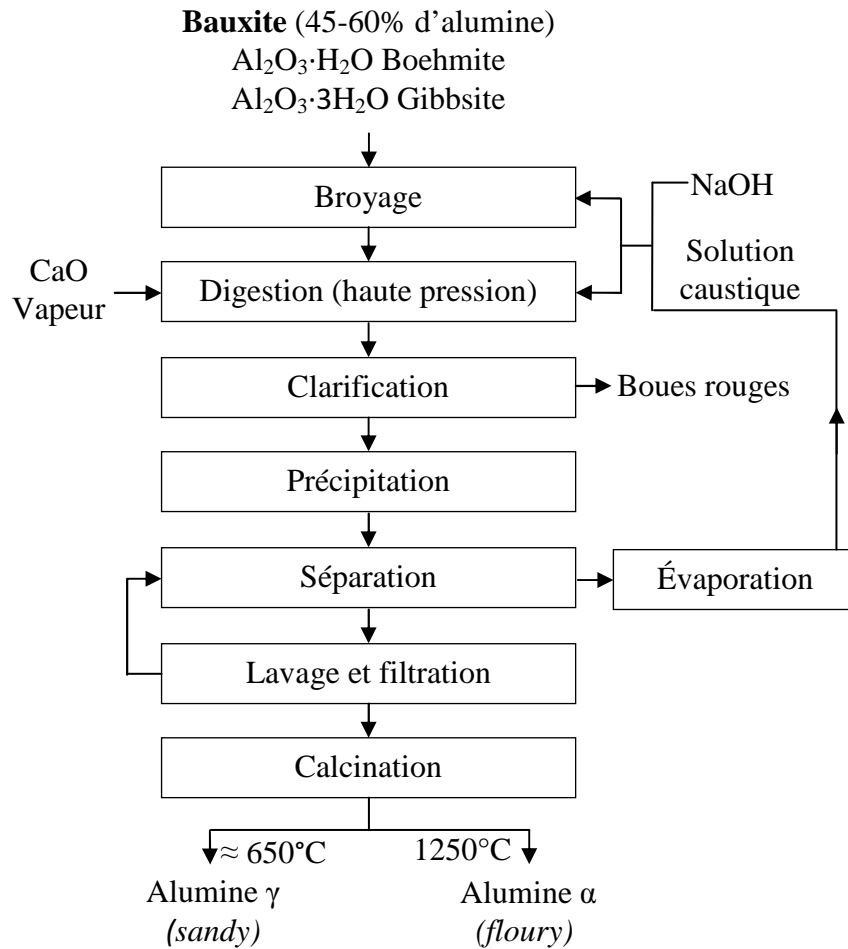 Bauxite (45-60% d’alumine)
Al₂O₃·H₂O Boehmite
Al₂O₃·3H₂O Gibbsite
Broyage
NaOH
CaO
Vapeur
Digestion (haute pression)
Solution
caustique
Clarification
Boues rouges
Précipitation
Séparation
Évaporation
Lavage et filtration
Calcination
≈ 650°C
1250°C
Alumine γ
(sandy)
Alumine α
(floury)